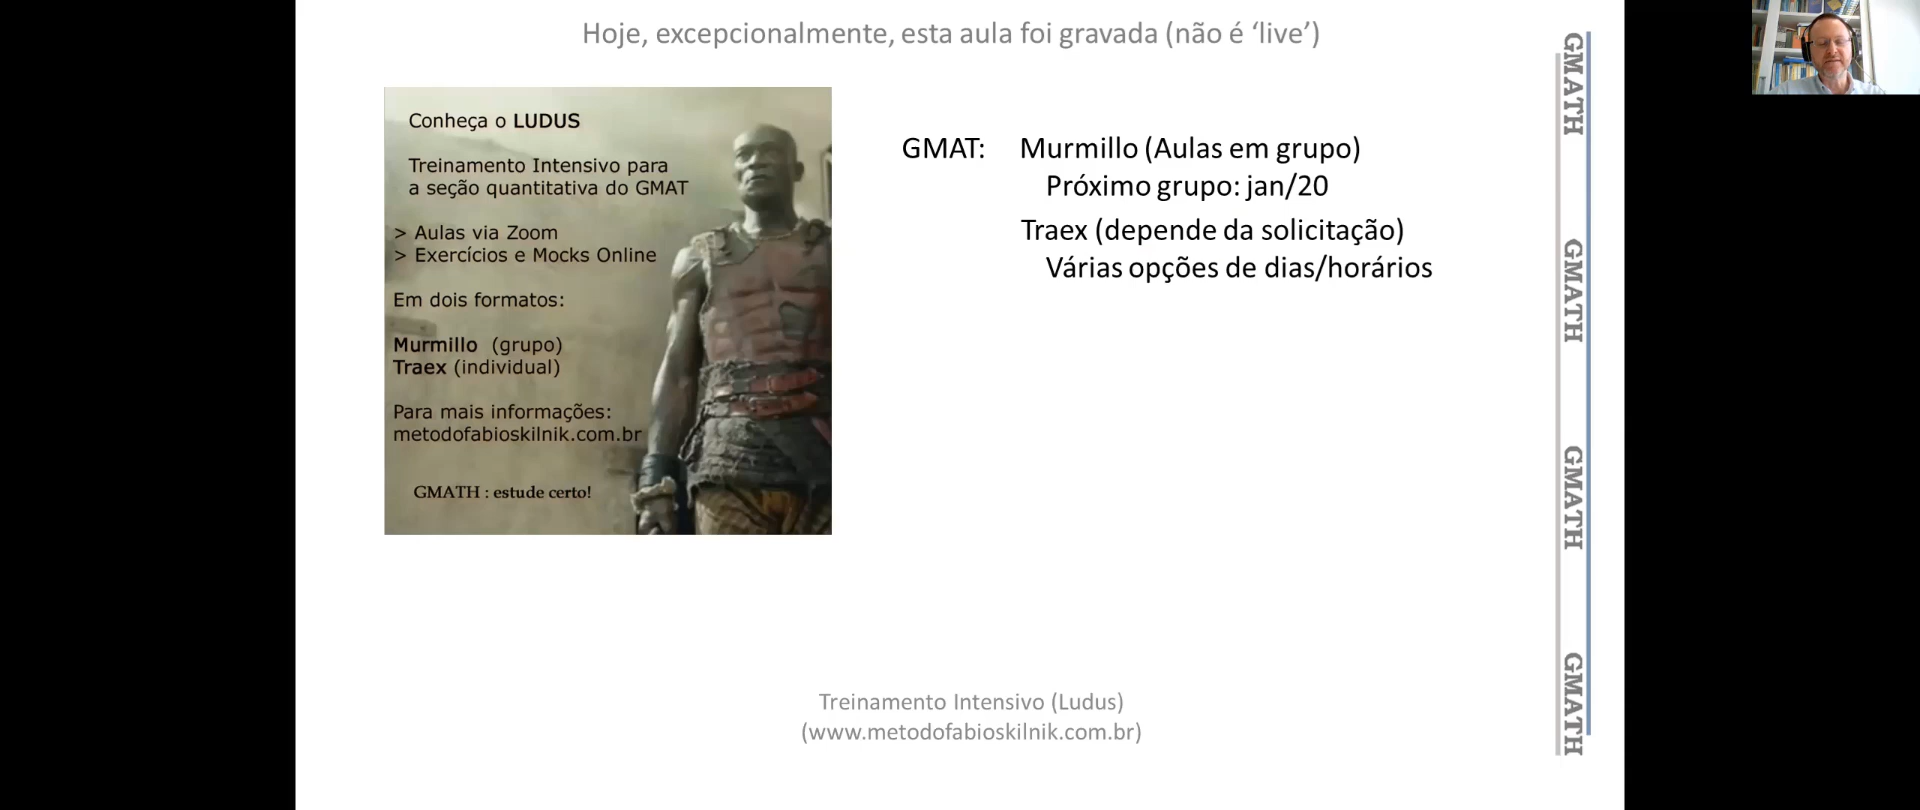 Hoje, excepcionalmente, esta aula foi gravada (não é ‘live’)
Conheça o LUDUS
Treinamento Intensivo para
a seção quantitativa do GMAT
> Aulas via Zoom
> Exercícios e Mocks Online
Em dois formatos:
Murmillo (grupo)
Traex (individual)
Para mais informações:
metodofabioskilnik.com.br
GMATH : estude certo!
GMAT: Murmillo (Aulas em grupo)
Próximo grupo: jan/20
Traex (depende da solicitação)
Várias opções de dias/horários
Treinamento Intensivo (Ludus)
(www.metodofabioskilnik.com.br)
GMATH
GMATH
GMATH
GMATH